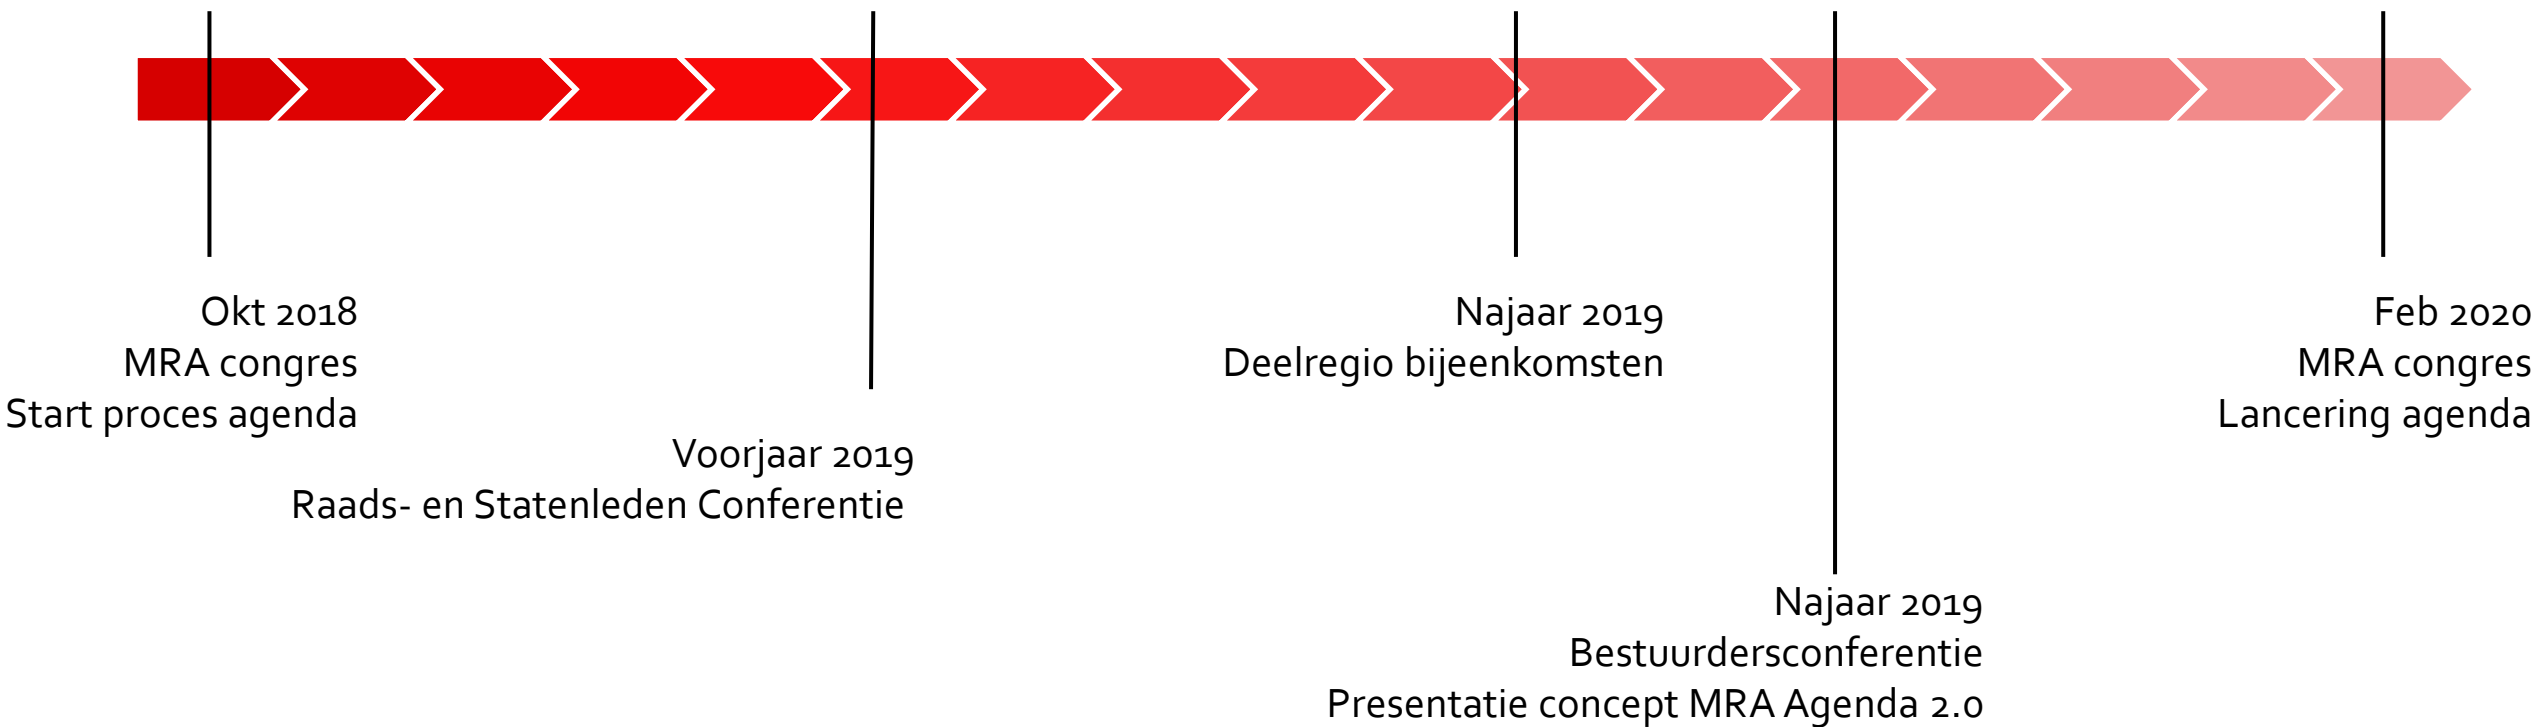 Okt 2018
MRA congres
Start proces agenda
Voorjaar 2019
Raads- en Statenleden Conferentie
Najaar 2019
Deelregio bijeenkomsten
Najaar 2019
Bestuurdersconferentie
Presentatie concept MRA Agenda 2.0
Feb 2020
MRA congres
Lancering agenda